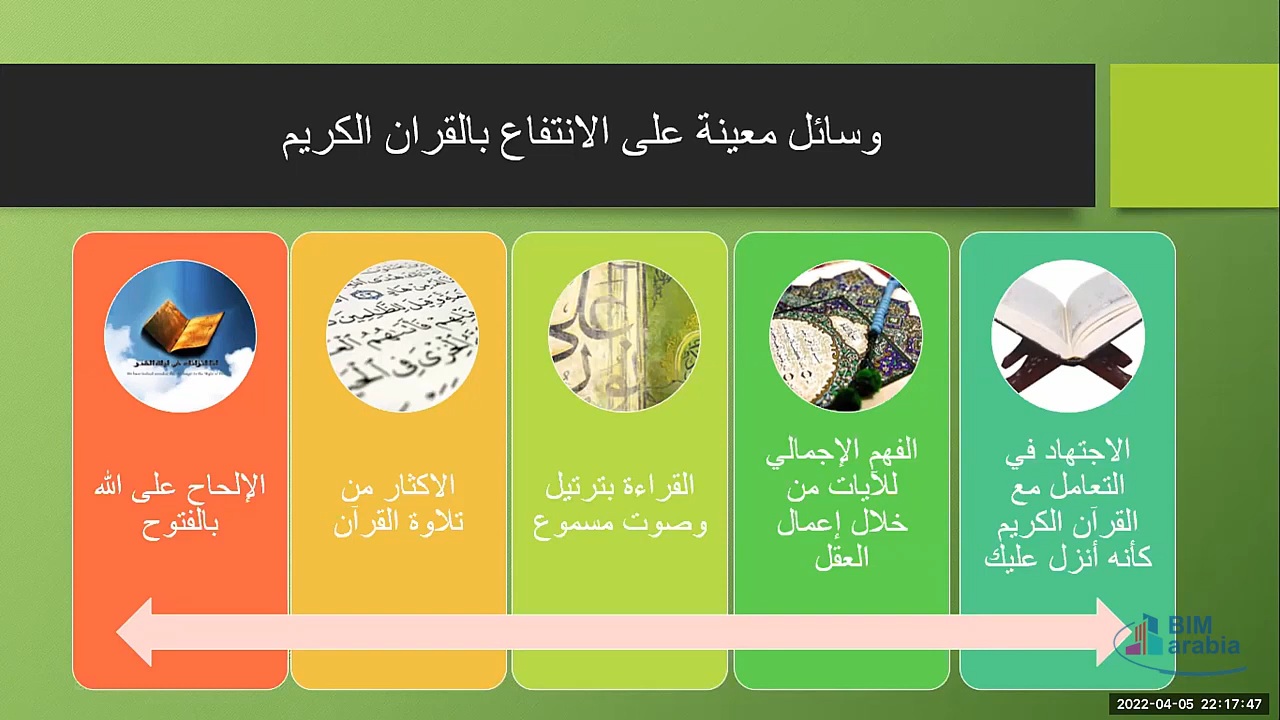 وسائل معينة على الانتفاع بالقران الكريم
الاجتهاد في
التعامل مع
القرآن الكريم
كأنه أنزل عليك
الفهم الإجمالي
للآيات من
خلال إعمال
العقل
القراءة بترتيل
وصوت مسموع
الاكثار من
تلاوة القرآن
الإلحاح على الله
بالفتوح
BIM
arabia
2022-04-05 22:17:47